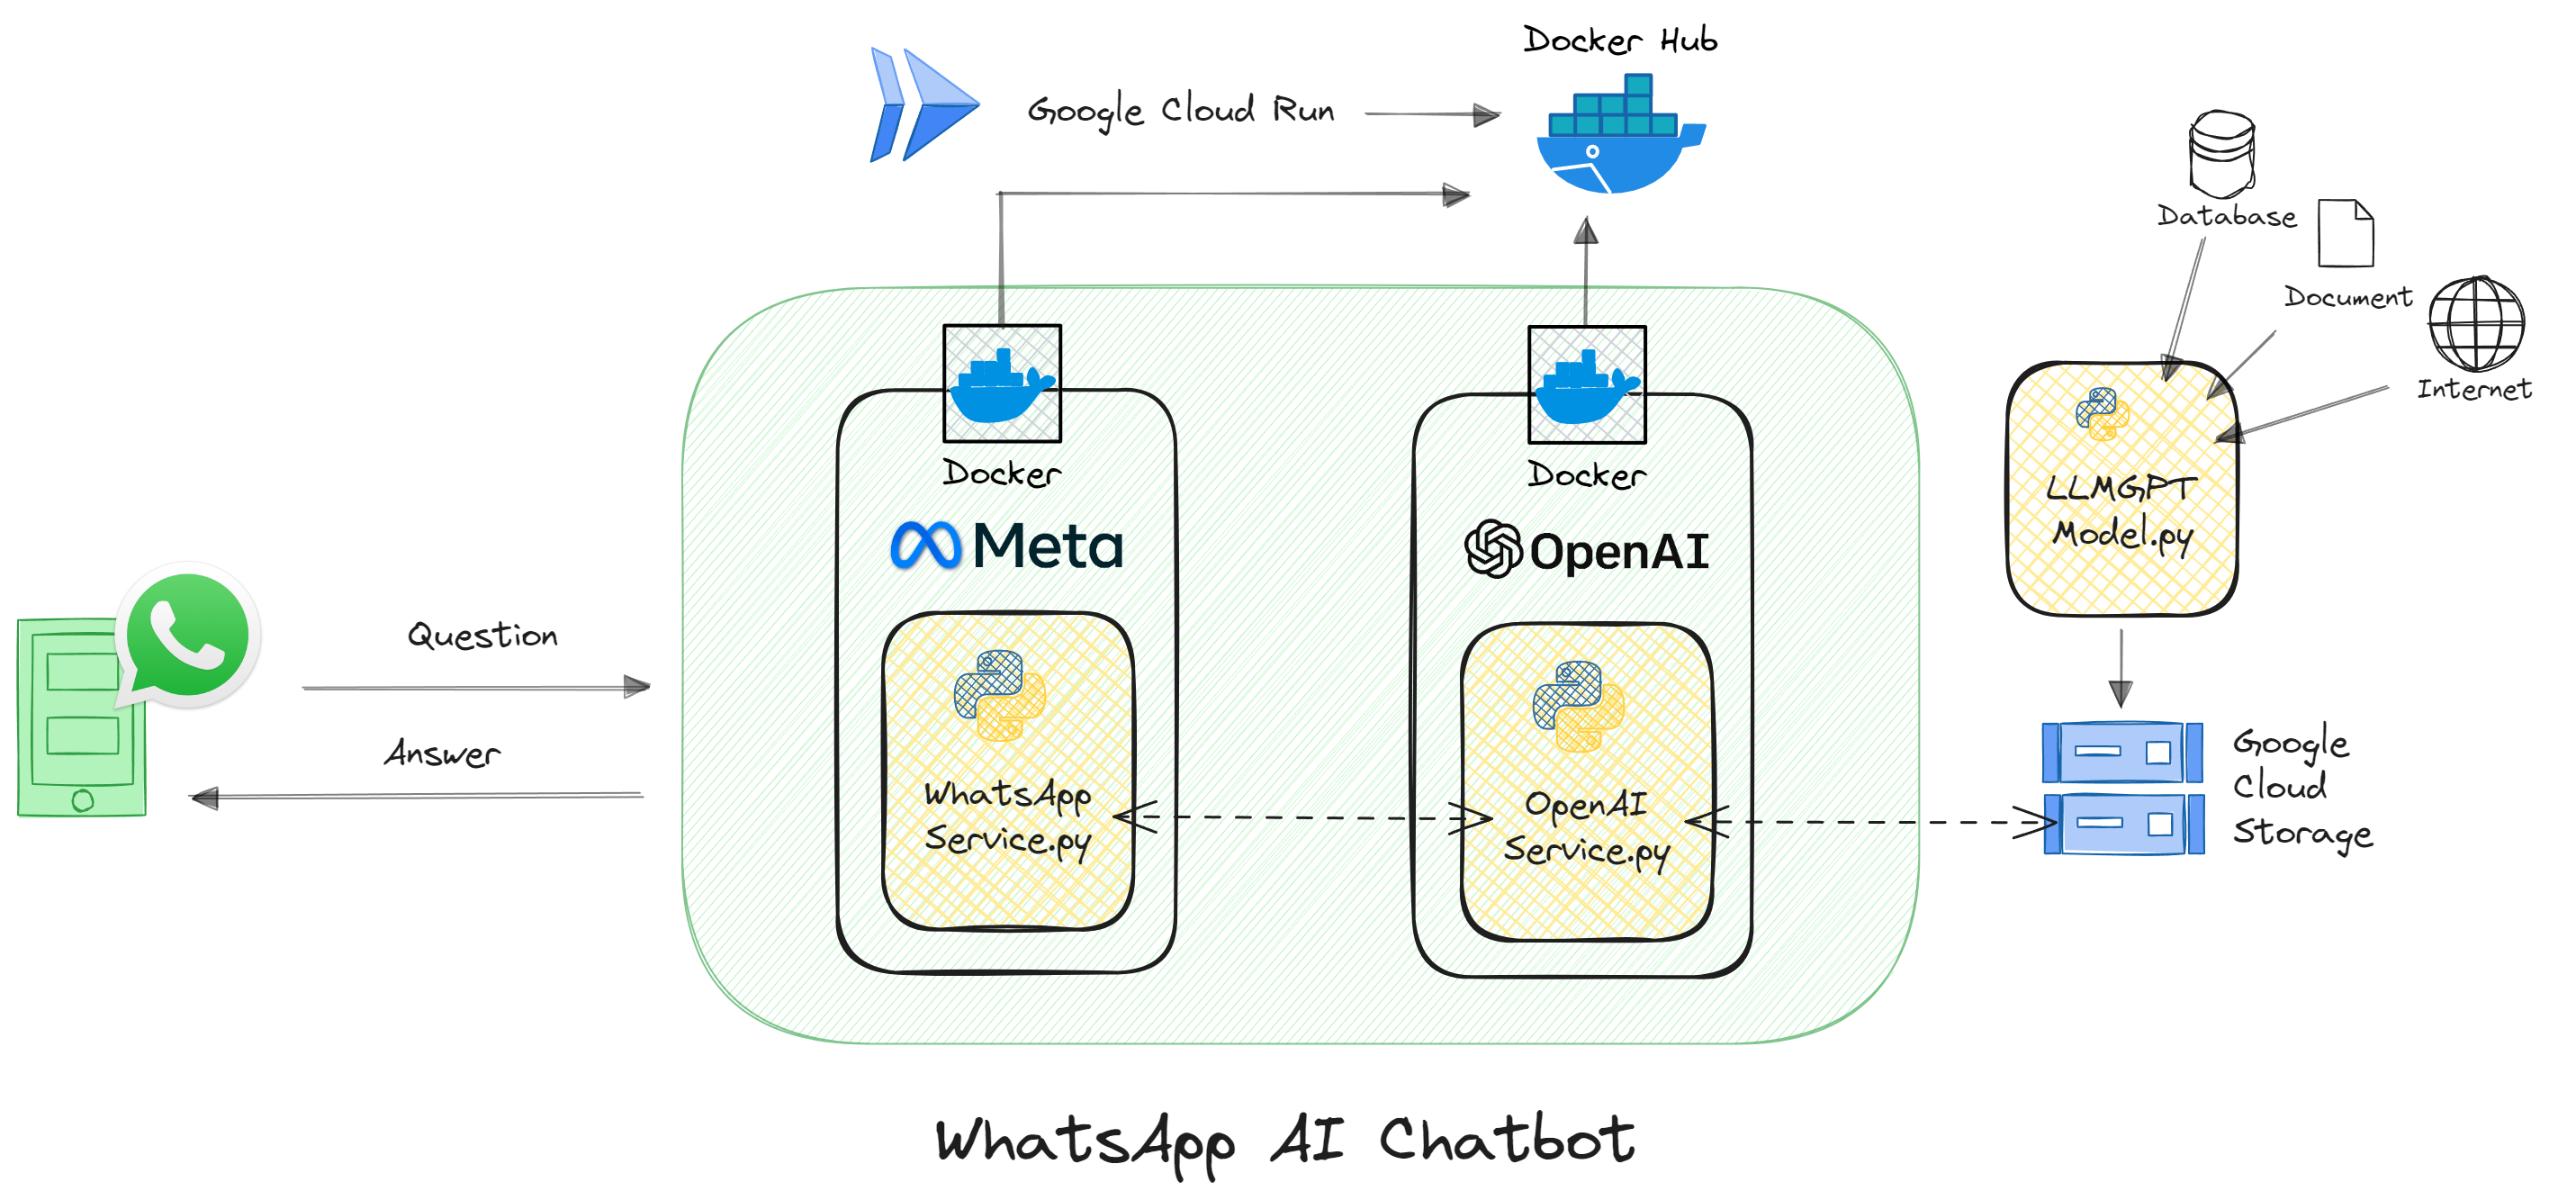 Docker Hub
Google Cloud Run
Database
Document
Internet
Docker
Docker
LLMGPT
Model.py
Meta
OpenAI
Question
Answer
WhatsApp
Service.py
OpenAI
Service.py
Google
Cloud
Storage
WhatsApp AI Chatbot